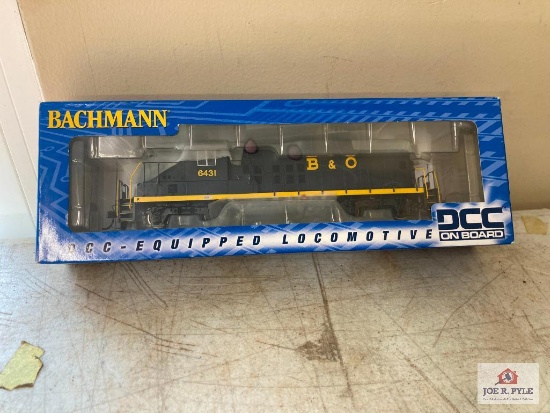 BACHMANN
6431
B & O
DCC-EQUIPPED LOCOMOTIVE
DCC
ON BOARD
JOE R. PYLE